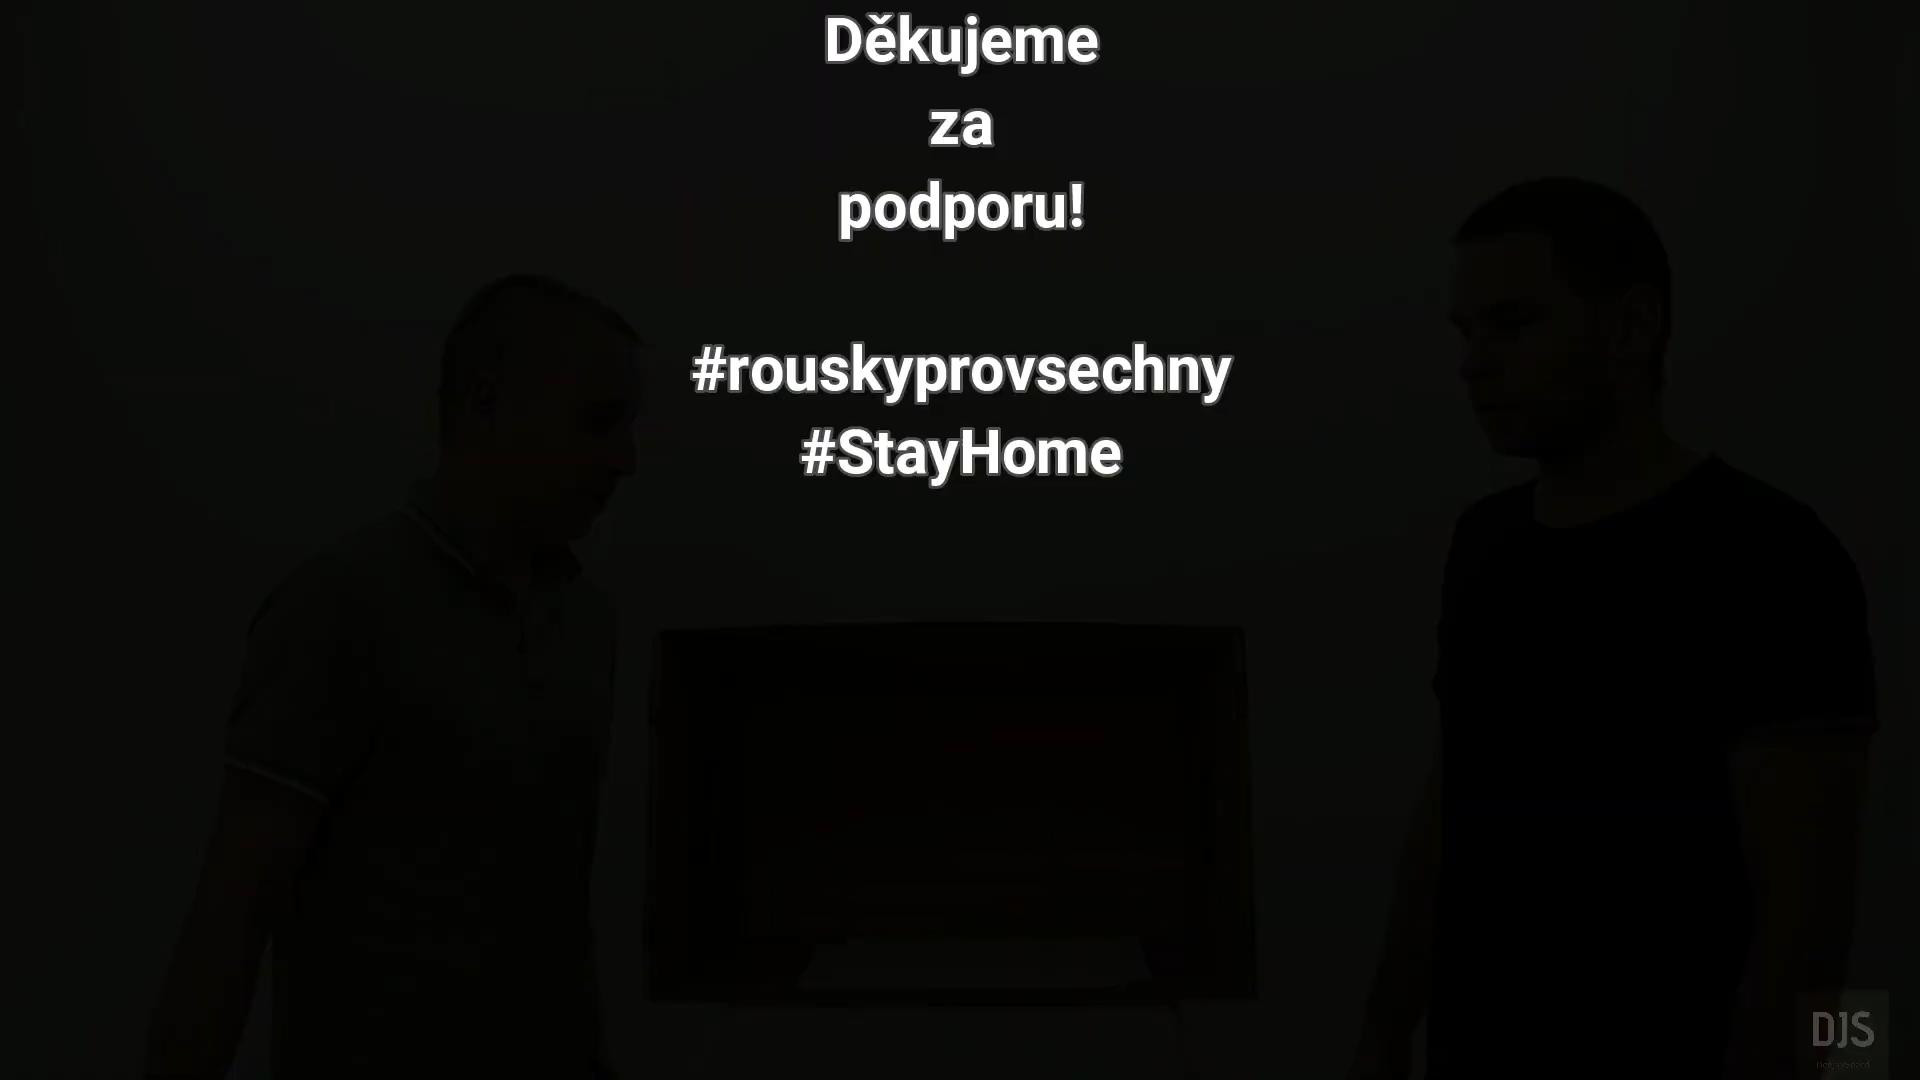 Děkujeme
za
podporu!
#rouskyprovsechny
#StayHome
DJS